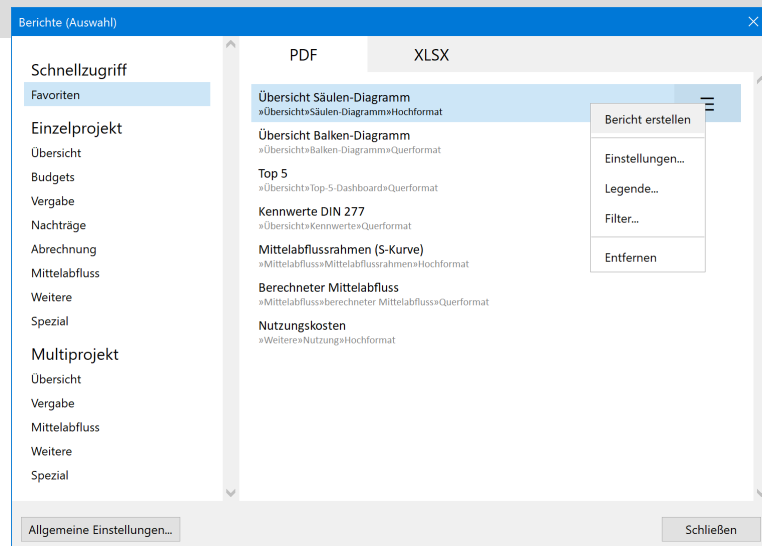 Berichte (Auswahl)
Schnellzugriff
Favoriten
Einzelprojekt
Übersicht
Budgets
Vergabe
Nachträge
Abrechnung
Mittelabfluss
Weitere
Spezial
Multiprojekt
Übersicht
Vergabe
Mittelabfluss
Weitere
Spezial
PDF XLSX
Übersicht Säulen-Diagramm
»Übersicht»Säulen-Diagramm»Hochformat
Übersicht Balken-Diagramm
»Übersicht»Balken-Diagramm»Querformat
Top 5
»Übersicht»Top-5-Dashboard»Querformat
Kennwerte DIN 277
»Übersicht»Kennwerte»Querformat
Mittelabflussrahmen (S-Kurve)
»Mittelabfluss»Mittelabflussrahmen»Hochformat
Berechneter Mittelabfluss
»Mittelabfluss»berechneter Mittelabfluss»Querformat
Nutzungskosten
»Weitere»Nutzung»Hochformat
Bericht erstellen
Einstellungen...
Legende...
Filter...
Entfernen
Allgemeine Einstellungen... Schließen